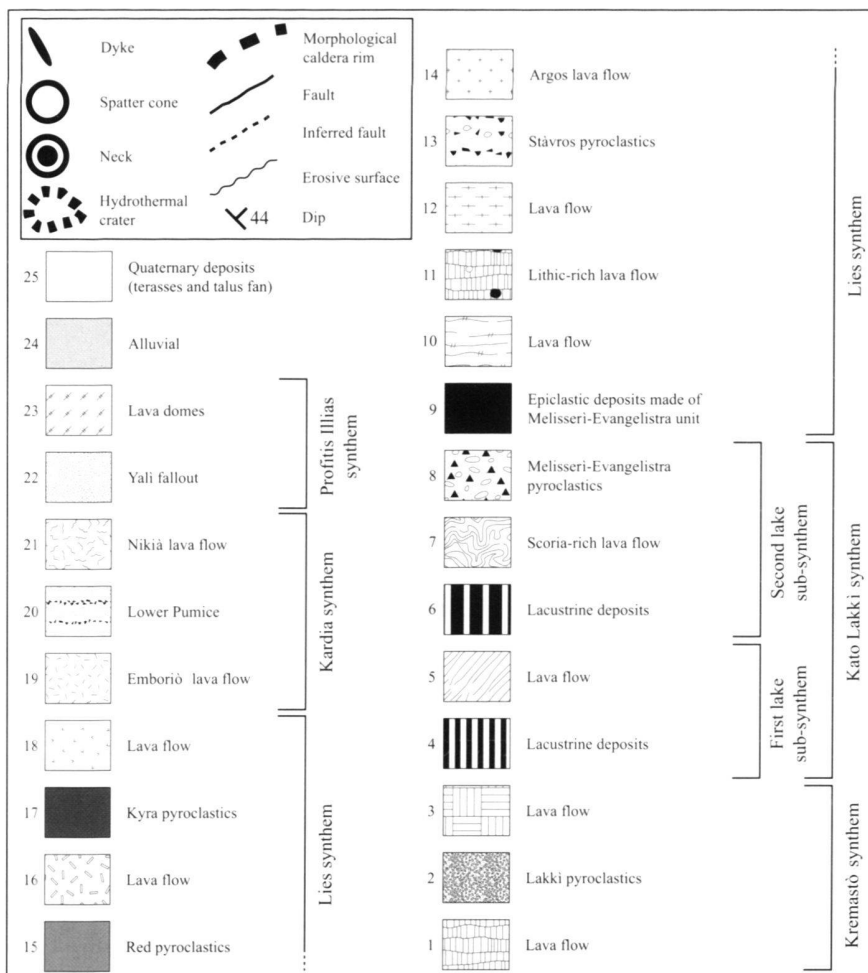 Dyke
Spatter cone
Neck
Hydrothermal
crater
Morphological
caldera rim
Fault
Inferred fault
Erosive surface
44 Dip
25 Quaternary deposits
(terasses and talus fan)
24 Alluvial
23 Lava domes
22 Yalì fallout
Profitis Illias
synthem
21 Nikià lava flow
20 Lower Pumice
19 Emboriò lava flow
Kardia synthem
18 Lava flow
17 Kyra pyroclastics
16 Lava flow
15 Red pyroclastics
Lies synthem
14 Argos lava flow
13 Stàvros pyroclastics
12 Lava flow
11 Lithic-rich lava flow
10 Lava flow
9 Epiclastic deposits made of
Melisseri-Evangelistra unit
Lies synthem
8 Melisseri-Evangelistra
pyroclastics
7 Scoria-rich lava flow
6 Lacustrine deposits
Second lake
sub-synthem
5 Lava flow
4 Lacustrine deposits
First lake
sub-synthem
Kato Lakkì synthem
3 Lava flow
2 Lakkì pyroclastics
1 Lava flow
Kremastò synthem